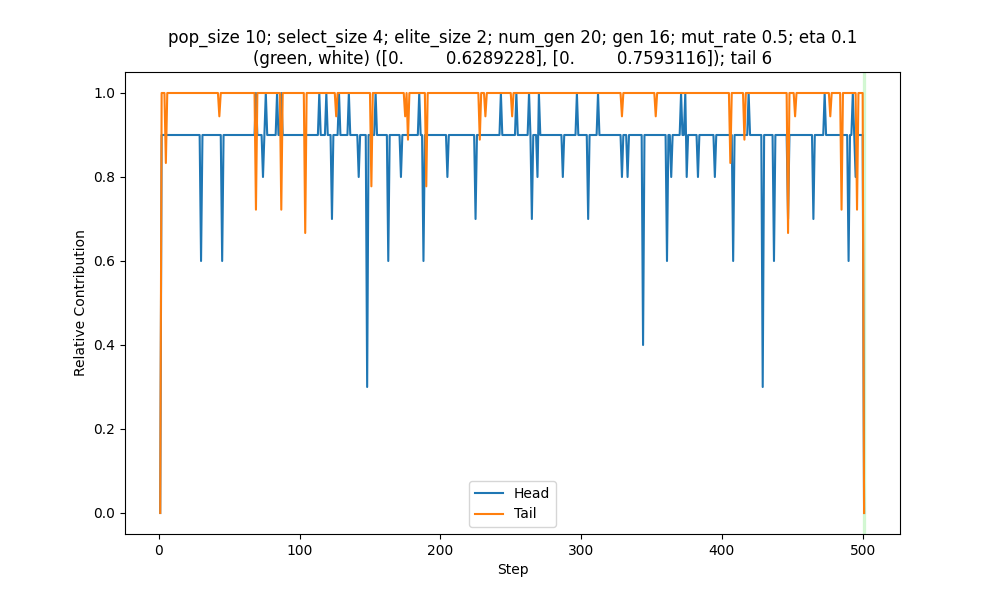 pop_size 10; select_size 4; elite_size 2; num_gen 20; gen 16; mut_rate 0.5; eta 0.1
(green, white) ([0. 0.6289228], [0. 0.7593116]); tail 6
1.0
0.8
0.6
0.4
0.2
0.0
Relative Contribution
Head
Tail
0 100 200 300 400 500
Step